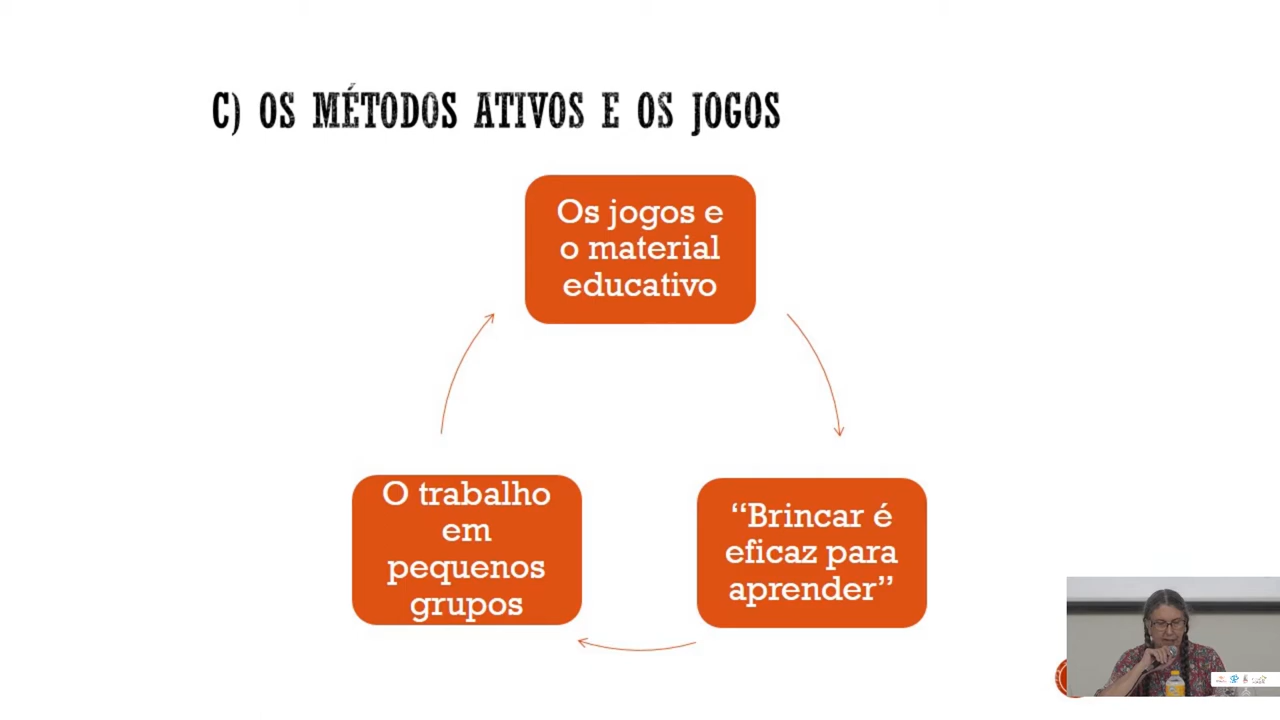 C) OS MÉTODOS ATIVOS E OS JOGOS
Os jogos e
o material
educativo
O trabalho
em
pequenos
grupos
“Brincar é
eficaz para
aprender”